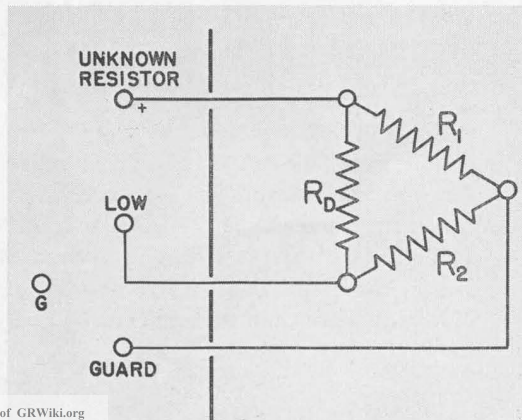 UNKNOWN
RESISTOR
+
R1
LOW
RD
R2
G
GUARD
of GRWiki.org